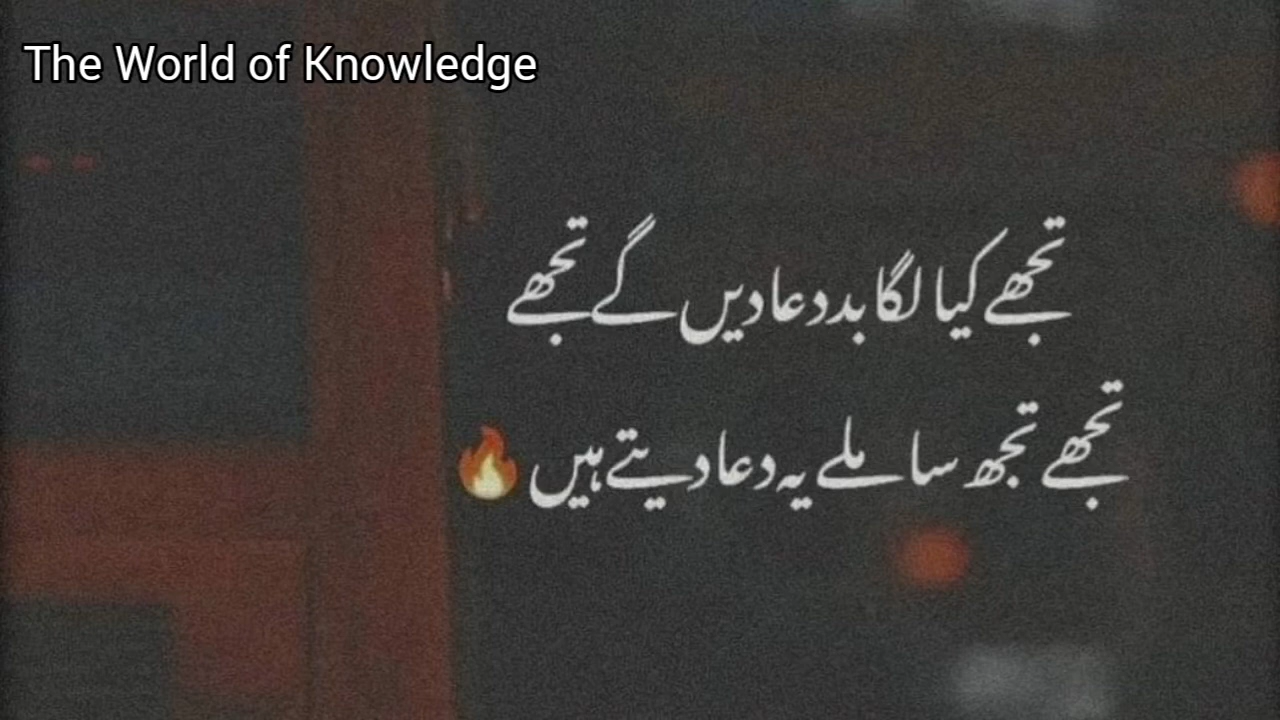 The World of Knowledge
تجھے کیا لگا بددعا دیں گے تجھے
تجھے تجھ سا ملے یہ دعا دیتے ہیں 🔥